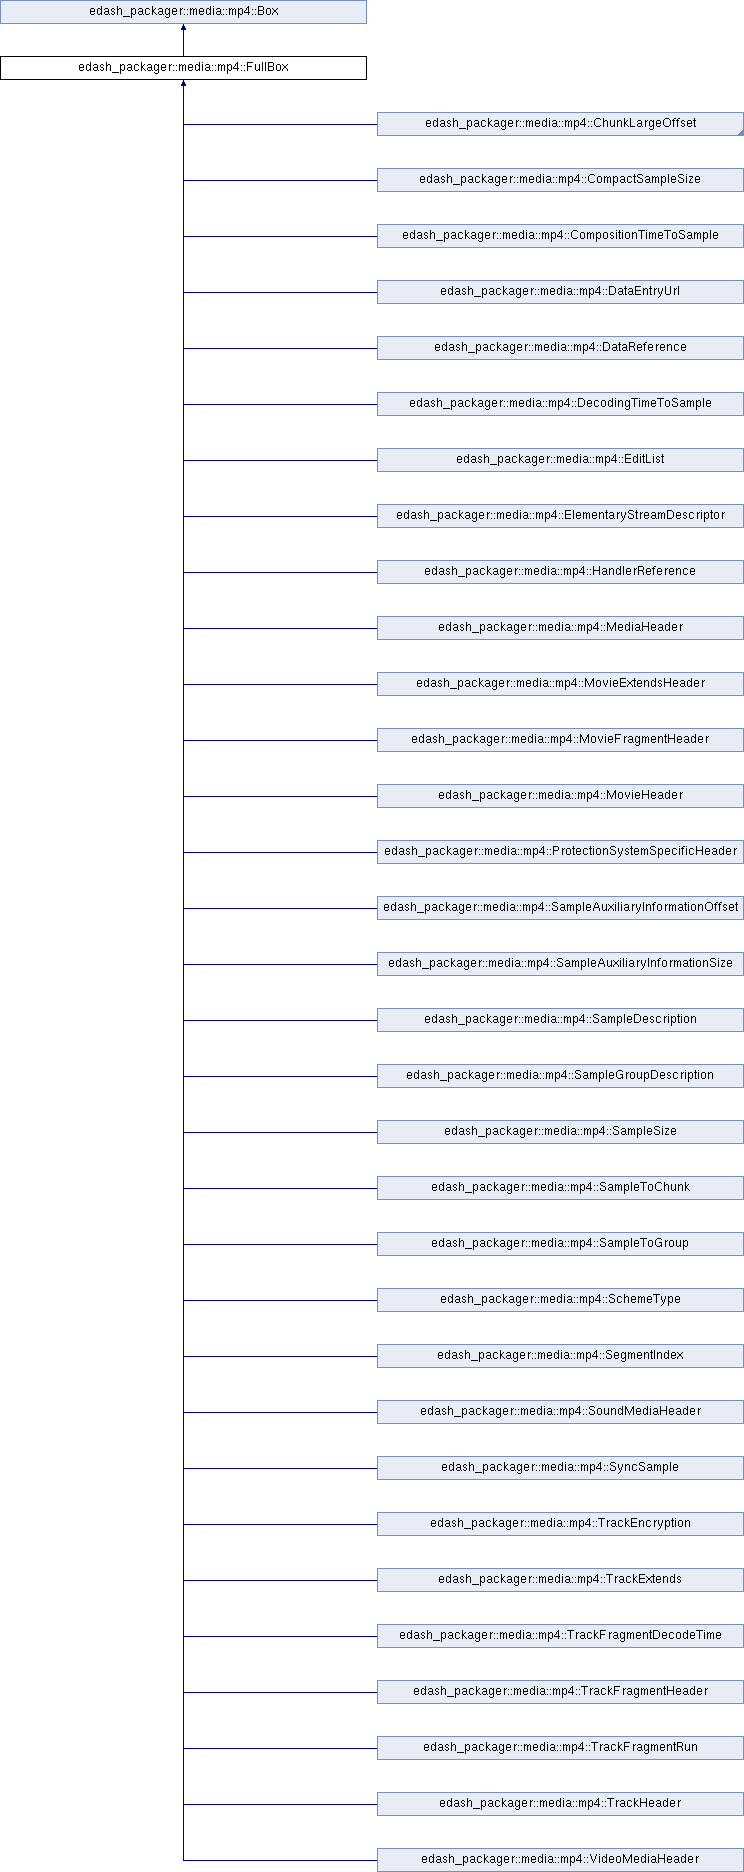 edash_packager::media::mp4::Box
edash_packager::media::mp4::FullBox
edash_packager::media::mp4::ChunkLargeOffset
edash_packager::media::mp4::CompactSampleSize
edash_packager::media::mp4::CompositionTimeToSample
edash_packager::media::mp4::DataEntryUrl
edash_packager::media::mp4::DataReference
edash_packager::media::mp4::DecodingTimeToSample
edash_packager::media::mp4::EditList
edash_packager::media::mp4::ElementaryStreamDescriptor
edash_packager::media::mp4::HandlerReference
edash_packager::media::mp4::MediaHeader
edash_packager::media::mp4::MovieExtendsHeader
edash_packager::media::mp4::MovieFragmentHeader
edash_packager::media::mp4::MovieHeader
edash_packager::media::mp4::ProtectionSystemSpecificHeader
edash_packager::media::mp4::SampleAuxiliaryInformationOffset
edash_packager::media::mp4::SampleAuxiliaryInformationSize
edash_packager::media::mp4::SampleDescription
edash_packager::media::mp4::SampleGroupDescription
edash_packager::media::mp4::SampleSize
edash_packager::media::mp4::SampleToChunk
edash_packager::media::mp4::SampleToGroup
edash_packager::media::mp4::SchemeType
edash_packager::media::mp4::SegmentIndex
edash_packager::media::mp4::SoundMediaHeader
edash_packager::media::mp4::SyncSample
edash_packager::media::mp4::TrackEncryption
edash_packager::media::mp4::TrackExtends
edash_packager::media::mp4::TrackFragmentDecodeTime
edash_packager::media::mp4::TrackFragmentHeader
edash_packager::media::mp4::TrackFragmentRun
edash_packager::media::mp4::TrackHeader
edash_packager::media::mp4::VideoMediaHeader